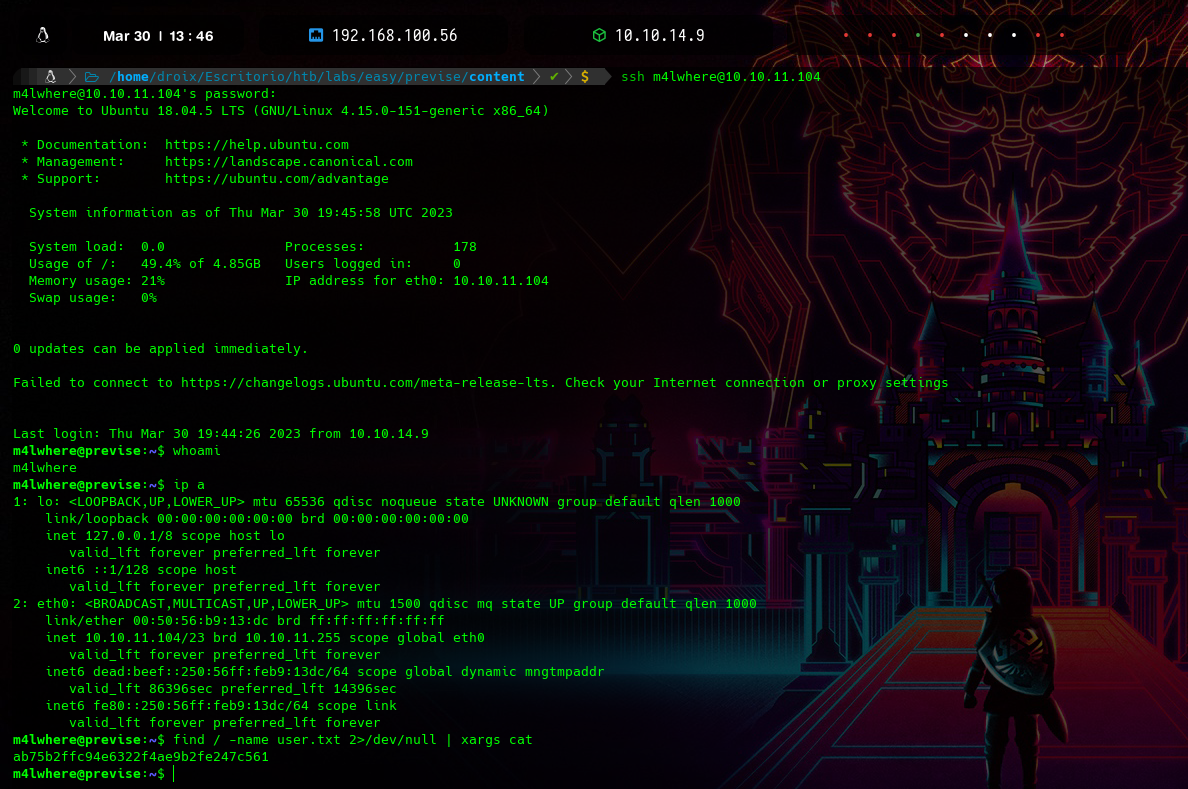 Mar 30 | 13 : 46 192.168.100.56 10.10.14.9
/home/droix/Escritorio/htb/labs/easy/previse/content ✔ $ ssh m4lwhere@10.10.11.104
m4lwhere@10.10.11.104's password:
Welcome to Ubuntu 18.04.5 LTS (GNU/Linux 4.15.0-151-generic x86_64)
* Documentation:  https://help.ubuntu.com
* Management:     https://landscape.canonical.com
* Support:        https://ubuntu.com/advantage
System information as of Thu Mar 30 19:45:58 UTC 2023
System load:  0.0               Processes:           178
Usage of /:   49.4% of 4.85GB   Users logged in:     0
Memory usage: 21%               IP address for eth0: 10.10.11.104
Swap usage:   0%
0 updates can be applied immediately.
Failed to connect to https://changelogs.ubuntu.com/meta-release-lts. Check your Internet connection or proxy settings
Last login: Thu Mar 30 19:44:26 2023 from 10.10.14.9
m4lwhere@previse:~$ whoami
m4lwhere
m4lwhere@previse:~$ ip a
1: lo: <LOOPBACK,UP,LOWER_UP> mtu 65536 qdisc noqueue state UNKNOWN group default qlen 1000
link/loopback 00:00:00:00:00:00 brd 00:00:00:00:00:00
inet 127.0.0.1/8 scope host lo
valid_lft forever preferred_lft forever
inet6 ::1/128 scope host
valid_lft forever preferred_lft forever
2: eth0: <BROADCAST,MULTICAST,UP,LOWER_UP> mtu 1500 qdisc mq state UP group default qlen 1000
link/ether 00:50:56:b9:13:dc brd ff:ff:ff:ff:ff:ff
inet 10.10.11.104/23 brd 10.10.11.255 scope global eth0
valid_lft forever preferred_lft forever
inet6 dead:beef::250:56ff:feb9:13dc/64 scope global dynamic mngtmpaddr
valid_lft 86396sec preferred_lft 14396sec
inet6 fe80::250:56ff:feb9:13dc/64 scope link
valid_lft forever preferred_lft forever
m4lwhere@previse:~$ find / -name user.txt 2>/dev/null | xargs cat
ab75b2ffc94e6322f4ae9b2fe247c561
m4lwhere@previse:~$